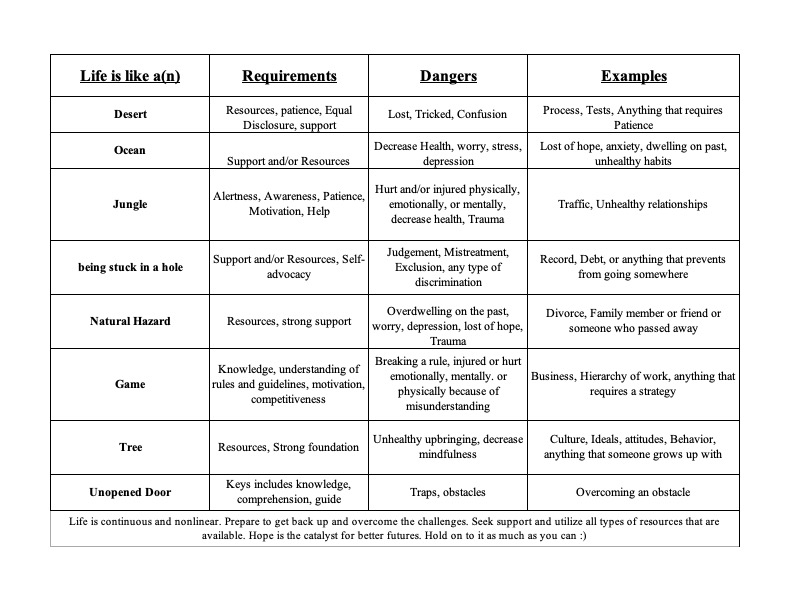 Life is like a(n)
Requirements
Dangers
Examples
Desert
Resources, patience, Equal
Disclosure, support
Lost, Tricked, Confusion
Process, Tests, Anything that requires
Patience
Ocean
Support and/or Resources
Decrease Health, worry, stress,
depression
Lost of hope, anxiety, dwelling on past,
unhealthy habits
Jungle
Alertness, Awareness, Patience,
Motivation, Help
Hurt and/or injured physically,
emotionally, or mentally,
decrease health, Trauma
Traffic, Unhealthy relationships
being stuck in a hole
Support and/or Resources, Self-
advocacy
Judgement, Mistreatment,
Exclusion, any type of
discrimination
Record, Debt, or anything that prevents
from going somewhere
Natural Hazard
Resources, strong support
Overdwelling on the past,
worry, depression, lost of hope,
Trauma
Divorce, Family member or friend or
someone who passed away
Game
Knowledge, understanding of
rules and guidelines, motivation,
competitiveness
Breaking a rule, injured or hurt
emotionally, mentally. or
physically because of
misunderstanding
Business, Hierarchy of work, anything that
requires a strategy
Tree
Resources, Strong foundation
Unhealthy upbringing, decrease
mindfulness
Culture, Ideals, attitudes, Behavior,
anything that someone grows up with
Unopened Door
Keys includes knowledge,
comprehension, guide
Traps, obstacles
Overcoming an obstacle
Life is continuous and nonlinear. Prepare to get back up and overcome the challenges. Seek support and utilize all types of resources that are
available. Hope is the catalyst for better futures. Hold on to it as much as you can :)